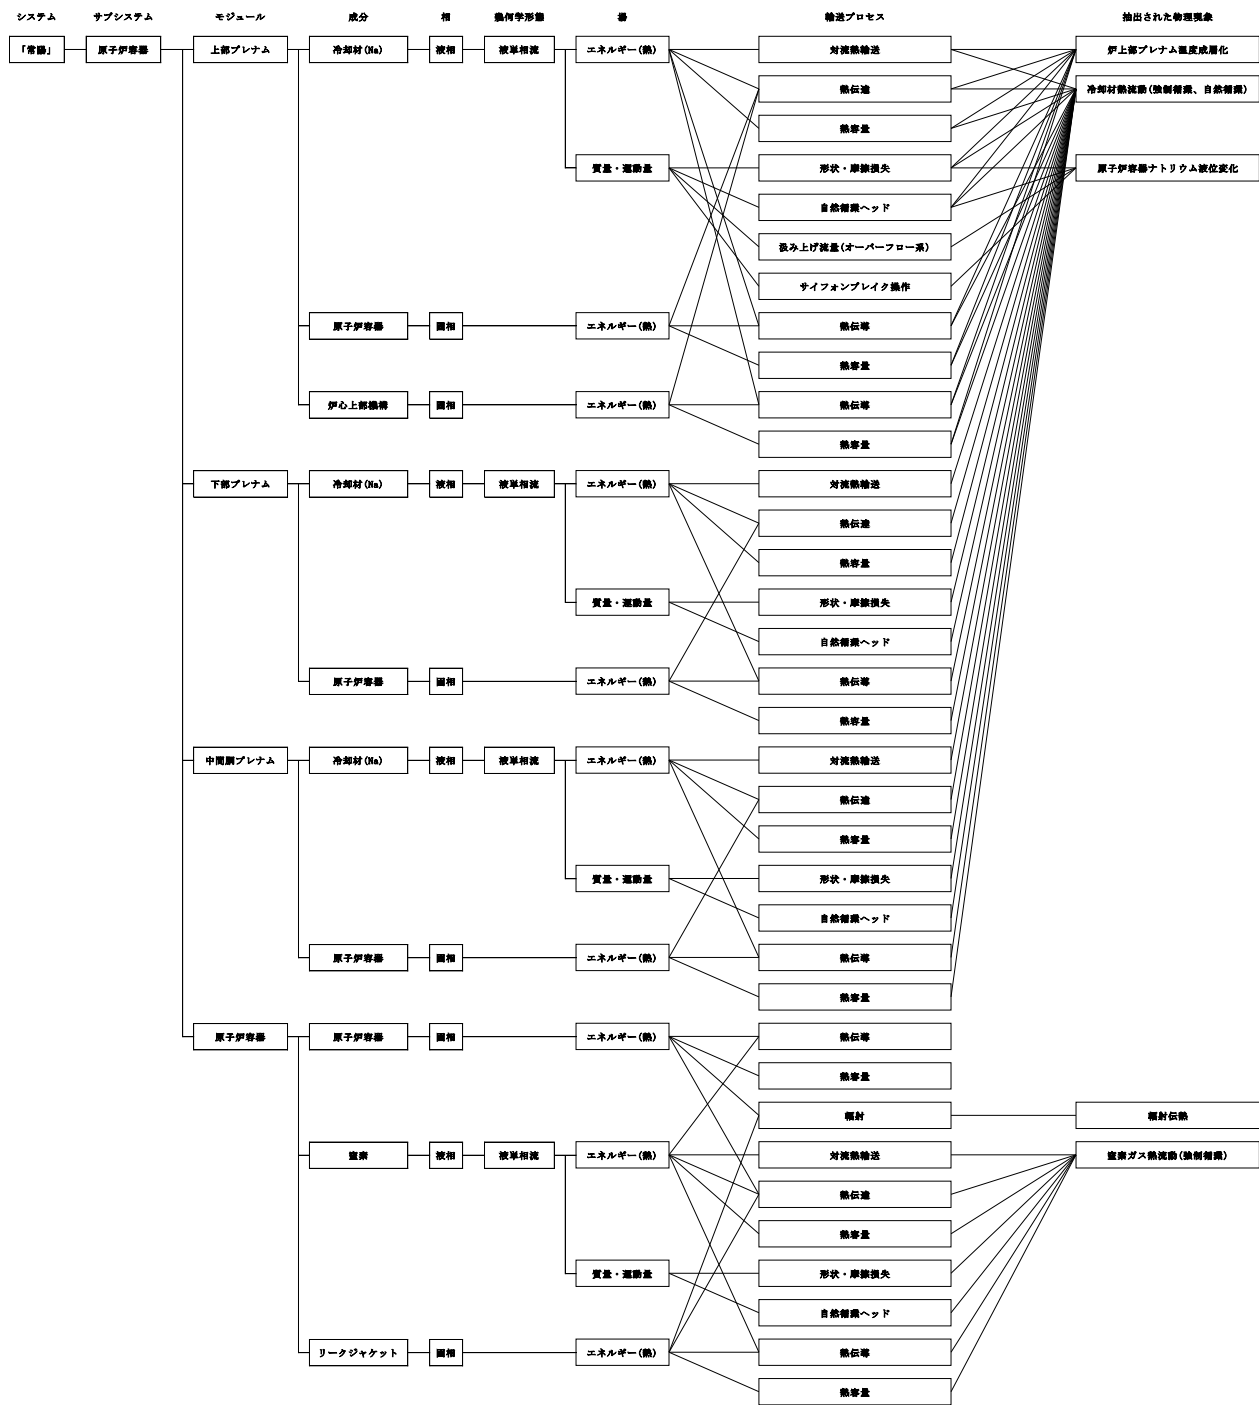 システム サブシステム モジュール 成分 相 幾何学形態 場 輸送プロセス 抽出された物理現象
「常陽」 原子炉容器 上部プレナム 冷却材(Na) 液相 液単相流 エネルギー(熱) 対流熱輸送 炉上部プレナム温度成層化
熱伝達 冷却材熱流動(強制循環、自然循環)
熱容量
質量・運動量 形状・摩擦損失 原子炉容器ナトリウム液位変化
自然循環ヘッド
汲み上げ流量(オーバーフロー系)
サイフォンブレイク操作
原子炉容器 固相 エネルギー(熱) 熱伝導
熱容量
炉心上部機構 固相 エネルギー(熱) 熱伝導
熱容量
下部プレナム 冷却材(Na) 液相 液単相流 エネルギー(熱) 対流熱輸送
熱伝達
熱容量
質量・運動量 形状・摩擦損失
自然循環ヘッド
原子炉容器 固相 エネルギー(熱) 熱伝導
熱容量
中間胴プレナム 冷却材(Na) 液相 液単相流 エネルギー(熱) 対流熱輸送
熱伝達
熱容量
質量・運動量 形状・摩擦損失
自然循環ヘッド
原子炉容器 固相 エネルギー(熱) 熱伝導
熱容量
原子炉容器 原子炉容器 固相 エネルギー(熱) 熱伝導
熱容量
輻射 輻射伝熱
窒素 液相 液単相流 エネルギー(熱) 対流熱輸送 窒素ガス熱流動(強制循環)
熱伝達
熱容量
質量・運動量 形状・摩擦損失
自然循環ヘッド
リークジャケット 固相 エネルギー(熱) 熱伝導
熱容量